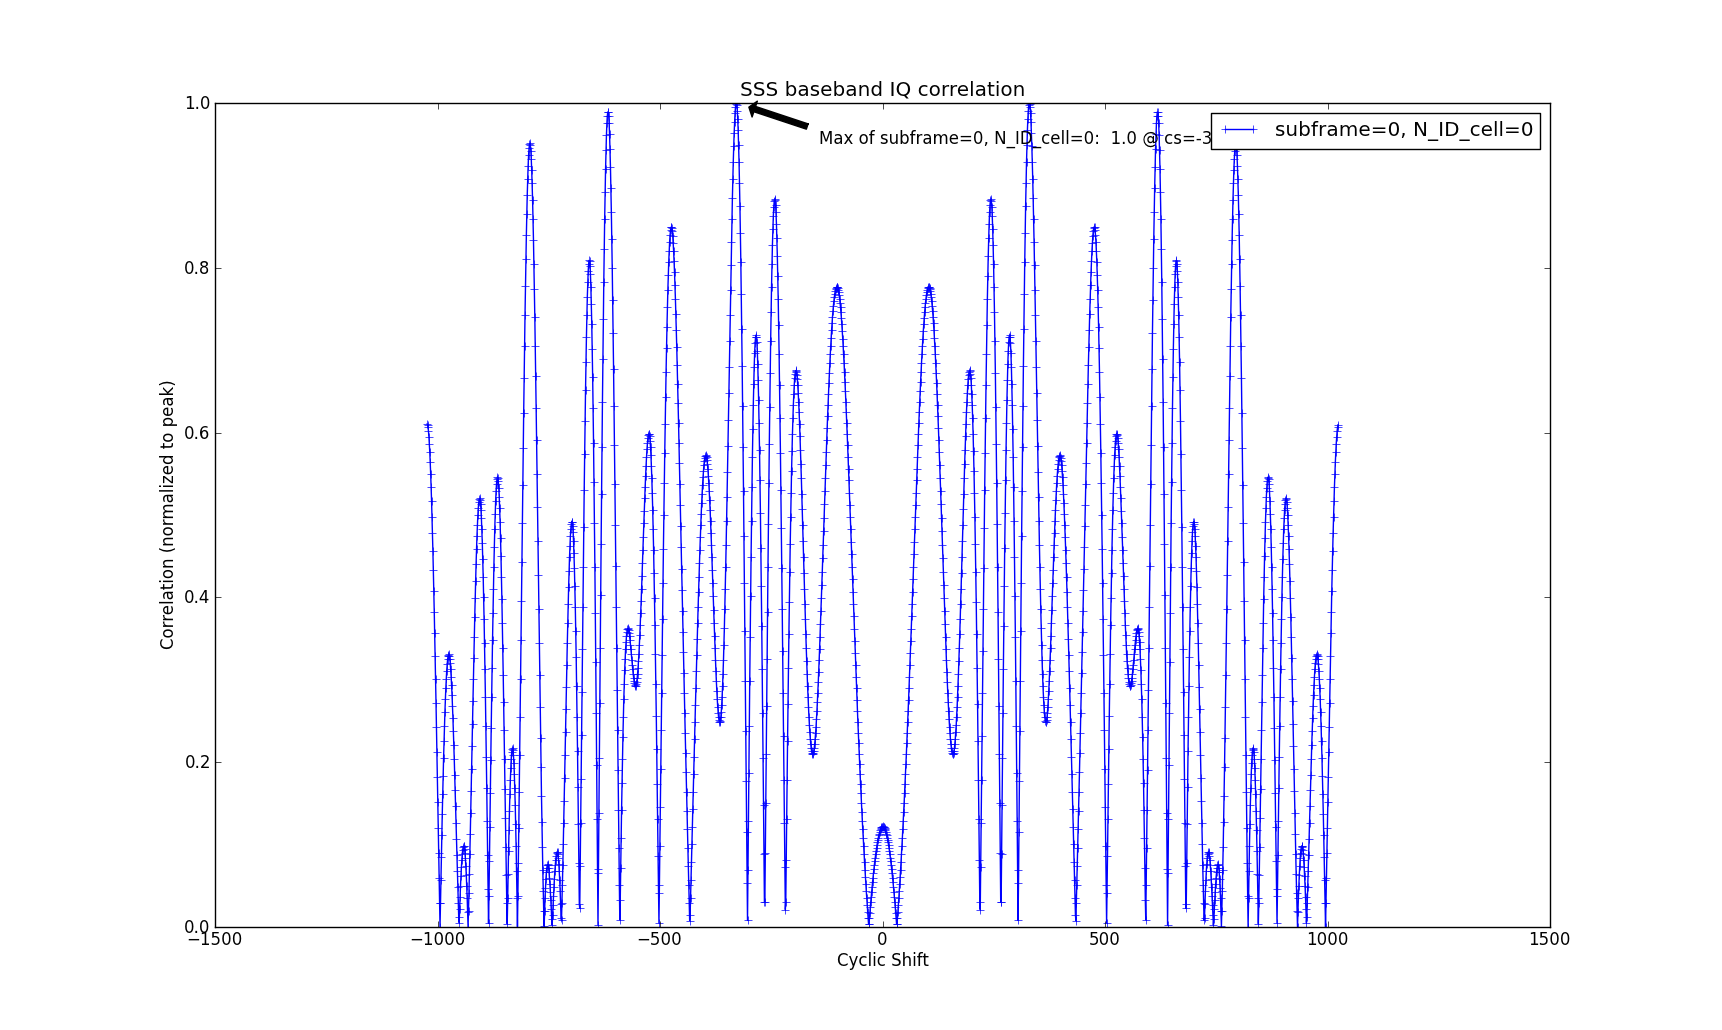 SSS baseband IQ correlation
Max of subframe=0, N_ID_cell=0: 1.0 @ cs=-3
subframe=0, N_ID_cell=0
Correlation (normalized to peak)
1.0
0.8
0.6
0.4
0.2
0.0
−1500
−1000
−500
0
500
1000
1500
Cyclic Shift